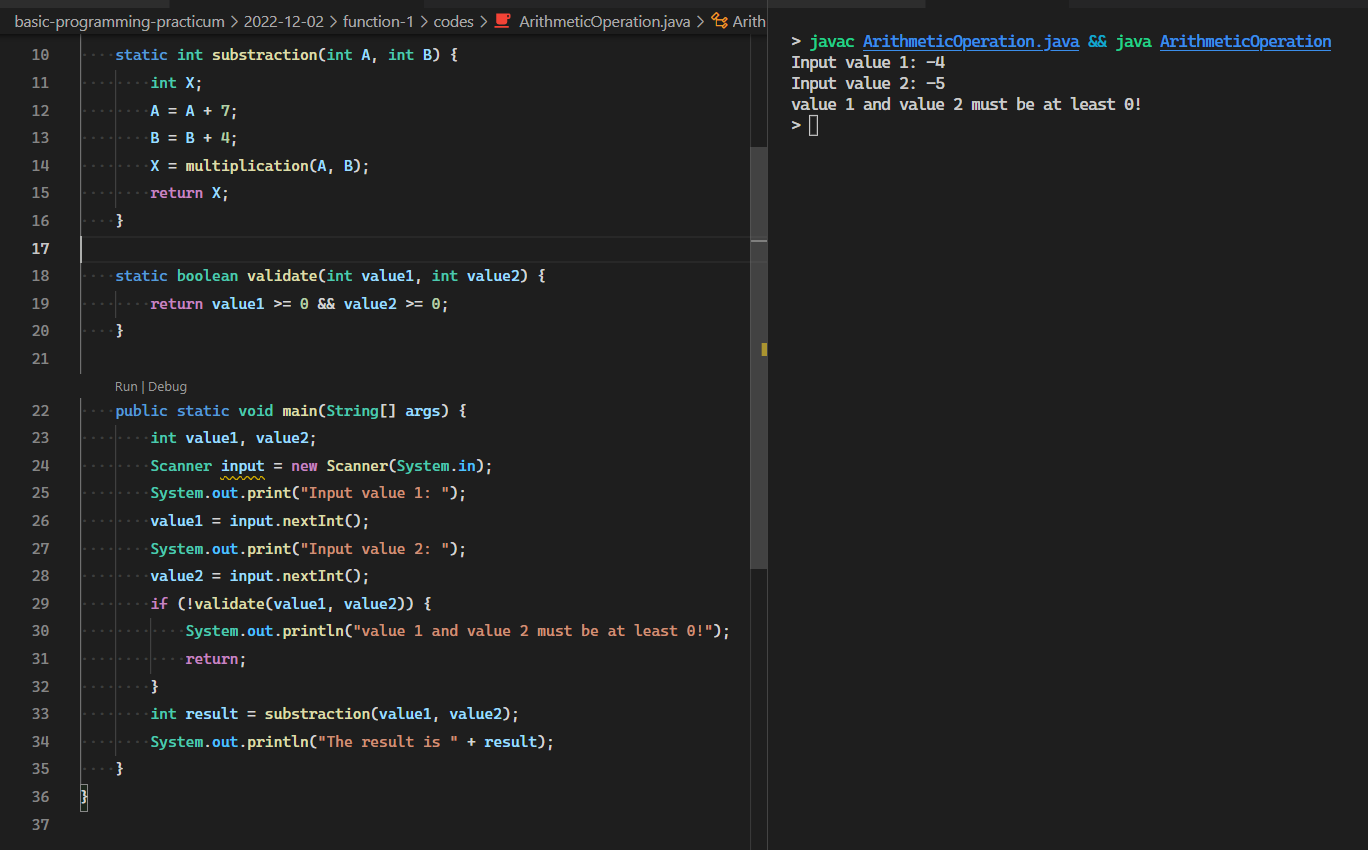 basic-programming-practicum > 2022-12-02 > function-1 > codes > ArithmeticOperation.java > Arith
10 static int substraction(int A, int B) {
11 int X;
12 A = A + 7;
13 B = B + 4;
14 X = multiplication(A, B);
15 return X;
16 }
17
18 static boolean validate(int value1, int value2) {
19 return value1 >= 0 && value2 >= 0;
20 }
21
Run | Debug
22 public static void main(String[] args) {
23 int value1, value2;
24 Scanner input = new Scanner(System.in);
25 System.out.print("Input value 1: ");
26 value1 = input.nextInt();
27 System.out.print("Input value 2: ");
28 value2 = input.nextInt();
29 if (!validate(value1, value2)) {
30 System.out.println("value 1 and value 2 must be at least 0!");
31 return;
32 }
33 int result = substraction(value1, value2);
34 System.out.println("The result is " + result);
35 }
36 }
37
> javac ArithmeticOperation.java && java ArithmeticOperation
Input value 1: -4
Input value 2: -5
value 1 and value 2 must be at least 0!
>